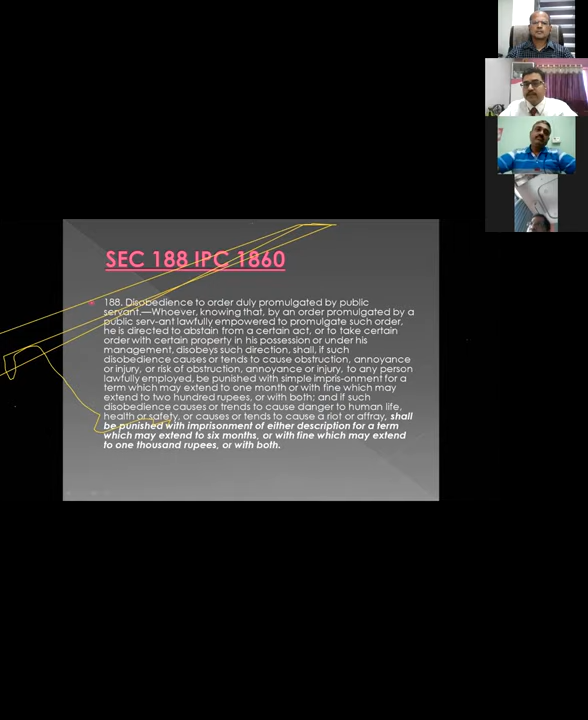 SEC 188 IPC 1860
188. Disobedience to order duly promulgated by public
servant.—Whoever, knowing that, by an order promulgated by a
public serv-ant lawfully empowered to promulgate such order,
he is directed to abstain from a certain act, or to take certain
order with certain property in his possession or under his
management, disobeys such direction, shall, if such
disobedience causes or tends to cause obstruction, annoyance
or injury, or risk of obstruction, annoyance or injury, to any person
lawfully employed, be punished with simple impris-onment for a
term which may extend to one month or with fine which may
extend to two hundred rupees, or with both; and if such
disobedience causes or trends to cause danger to human life,
health or safety, or causes or tends to cause a riot or affray, shall
be punished with imprisonment of either description for a term
which may extend to six months, or with fine which may extend
to one thousand rupees, or with both.